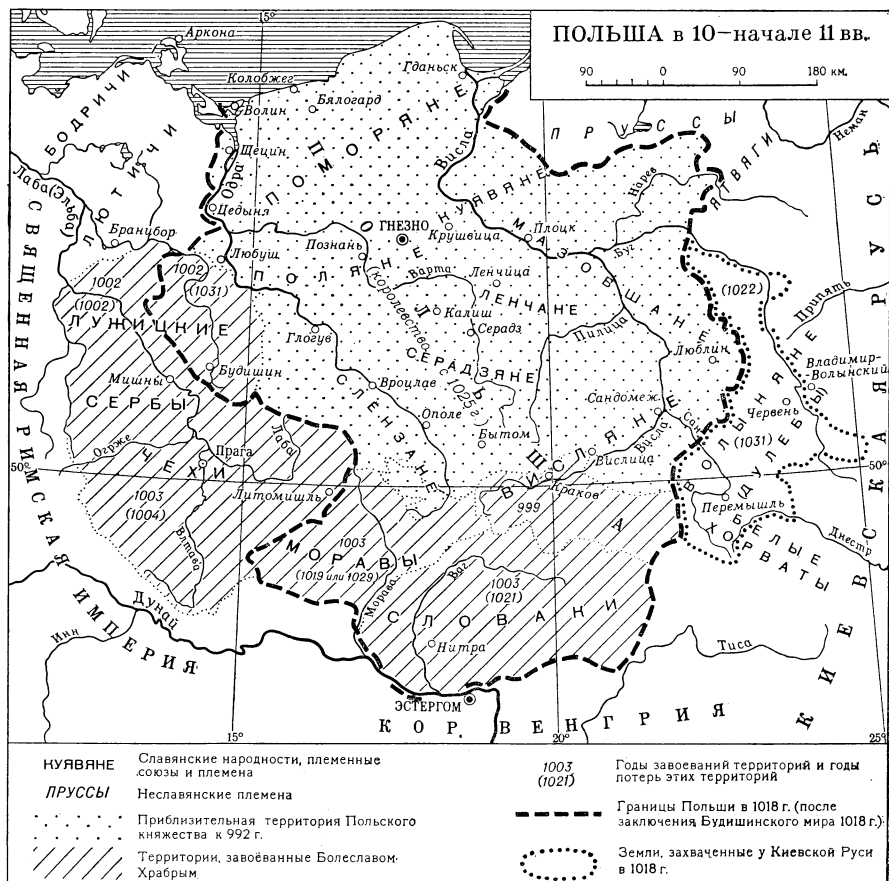 ПОЛЬША в 10—начале 11 вв.
90 0 90 180 км.
15°
Аркона
Гданьск
Колобжег
Волин
Бялогард
БОДРИЧИ
ЛЮТИЧИ
ПОМОРЯНЕ
ПРУССЫ
ЯТВЯГИ
Неман
Щецин
Одра
Висла
Нарев
Лаба (Эльба)
Цедыня
КУЯВЯНЕ
ГНЕЗНО
Крушвица
Плоцк
Бранибор
Любуш
Познань
ПОЛЯНЕ
Варта
МАЗОВШАНЕ
Буг
1002
(1002)
1002
(1031)
Ленчица
ЛЕНЧАНЕ
(1022)
Припять
ЛУЖИЦКИЕ
СЕРБЫ
ПОЛЬША
(королевство с 1025 г.)
Калиш
Серадз
Пилица
Глогув
СЕРАДЗЯНЕ
Люблин
Владимир-
Волынский
Мишны
Будишин
СЛЕНЗАНЕ
Вроцлав
Сандомеж
Сан
ВОЛЫНЯНЕ
Червень
(1031)
ДУЛЕБЫ
Ополе
Бытом
Висла
Огрже
Лаба
50°
Прага
ЧЕХИ
ВИСЛЯНЕ
Вислица
Краков
50°
Литомишль
999
Перемышль
1003
(1004)
Влтава
БЕЛЫЕ
ХОРВАТЫ
Днестр
МОРАВЫ
1003
(1019 или 1029)
Морава
Ваг
1003
(1021)
СЛОВАКИ
Нитра
Дунай
Инн
Тиса
СВЯЩЕННАЯ РИМСКАЯ ИМПЕРИЯ
КИЕВСКАЯ РУСЬ
ЭСТЕРГОМ
КОР. ВЕНГРИЯ
15°
20°
25°
КУЯВЯНЕ
Славянские народности, племенные
союзы и племена
ПРУССЫ
Неславянские племена
Приблизительная территория Польского
княжества к 992 г.
Территории, завоёванные Болеславом
Храбрым
1003
(1021)
Годы завоеваний территорий и годы
потерь этих территорий
Границы Польши в 1018 г. (после
заключения Будишинского мира 1018 г.)
Земли, захваченные у Киевской Руси
в 1018 г.